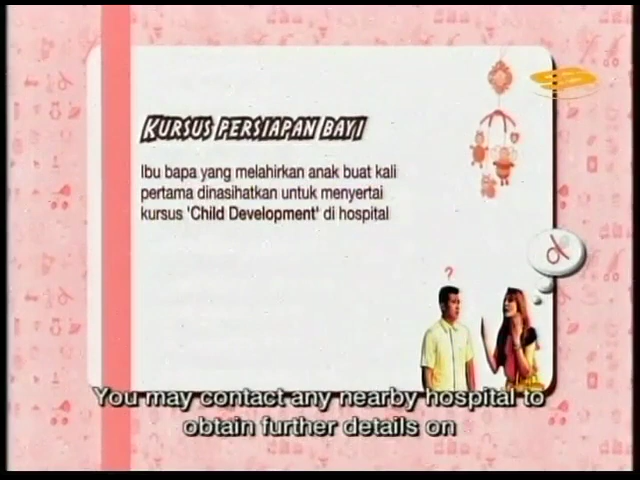 KURSUS PERSIAPAN BAYI
Ibu bapa yang melahirkan anak buat kali
pertama dinasihatkan untuk menyertai
kursus 'Child Development' di hospital
?
You may contact any nearby hospital to
obtain further details on